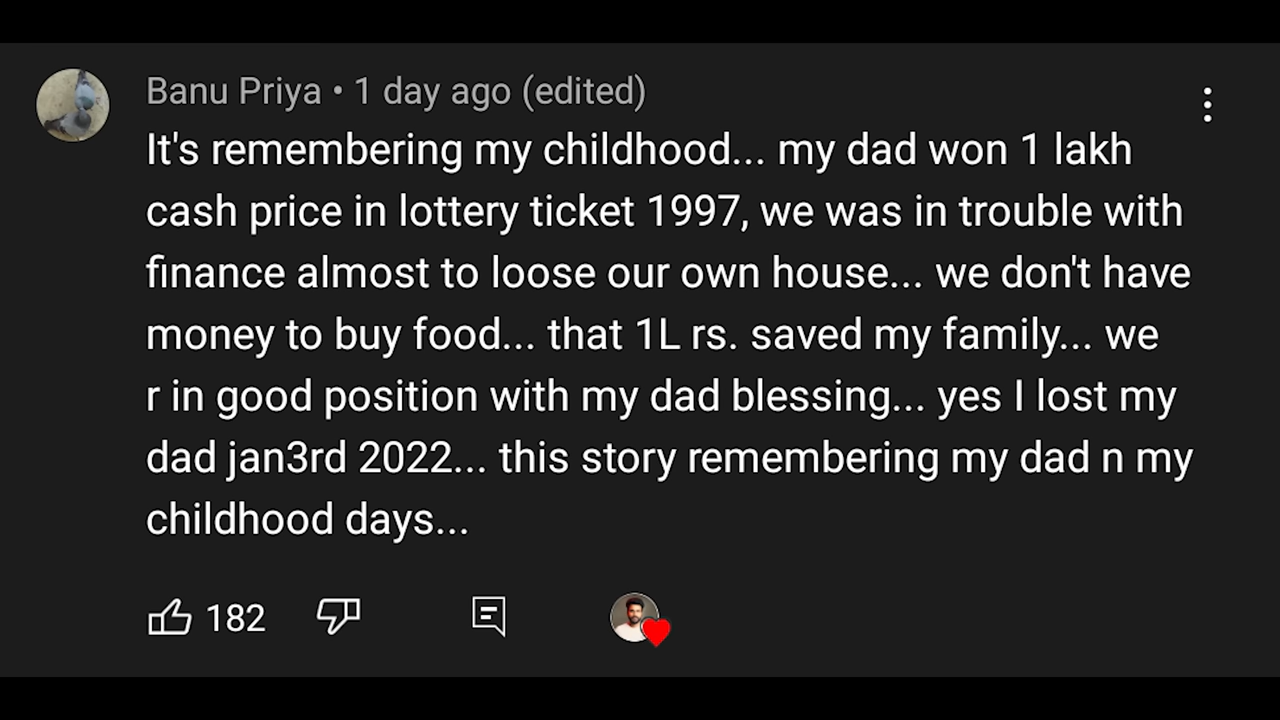 Banu Priya • 1 day ago (edited)
It's remembering my childhood... my dad won 1 lakh
cash price in lottery ticket 1997, we was in trouble with
finance almost to loose our own house... we don't have
money to buy food... that 1L rs. saved my family... we
r in good position with my dad blessing... yes I lost my
dad jan3rd 2022... this story remembering my dad n my
childhood days...
182